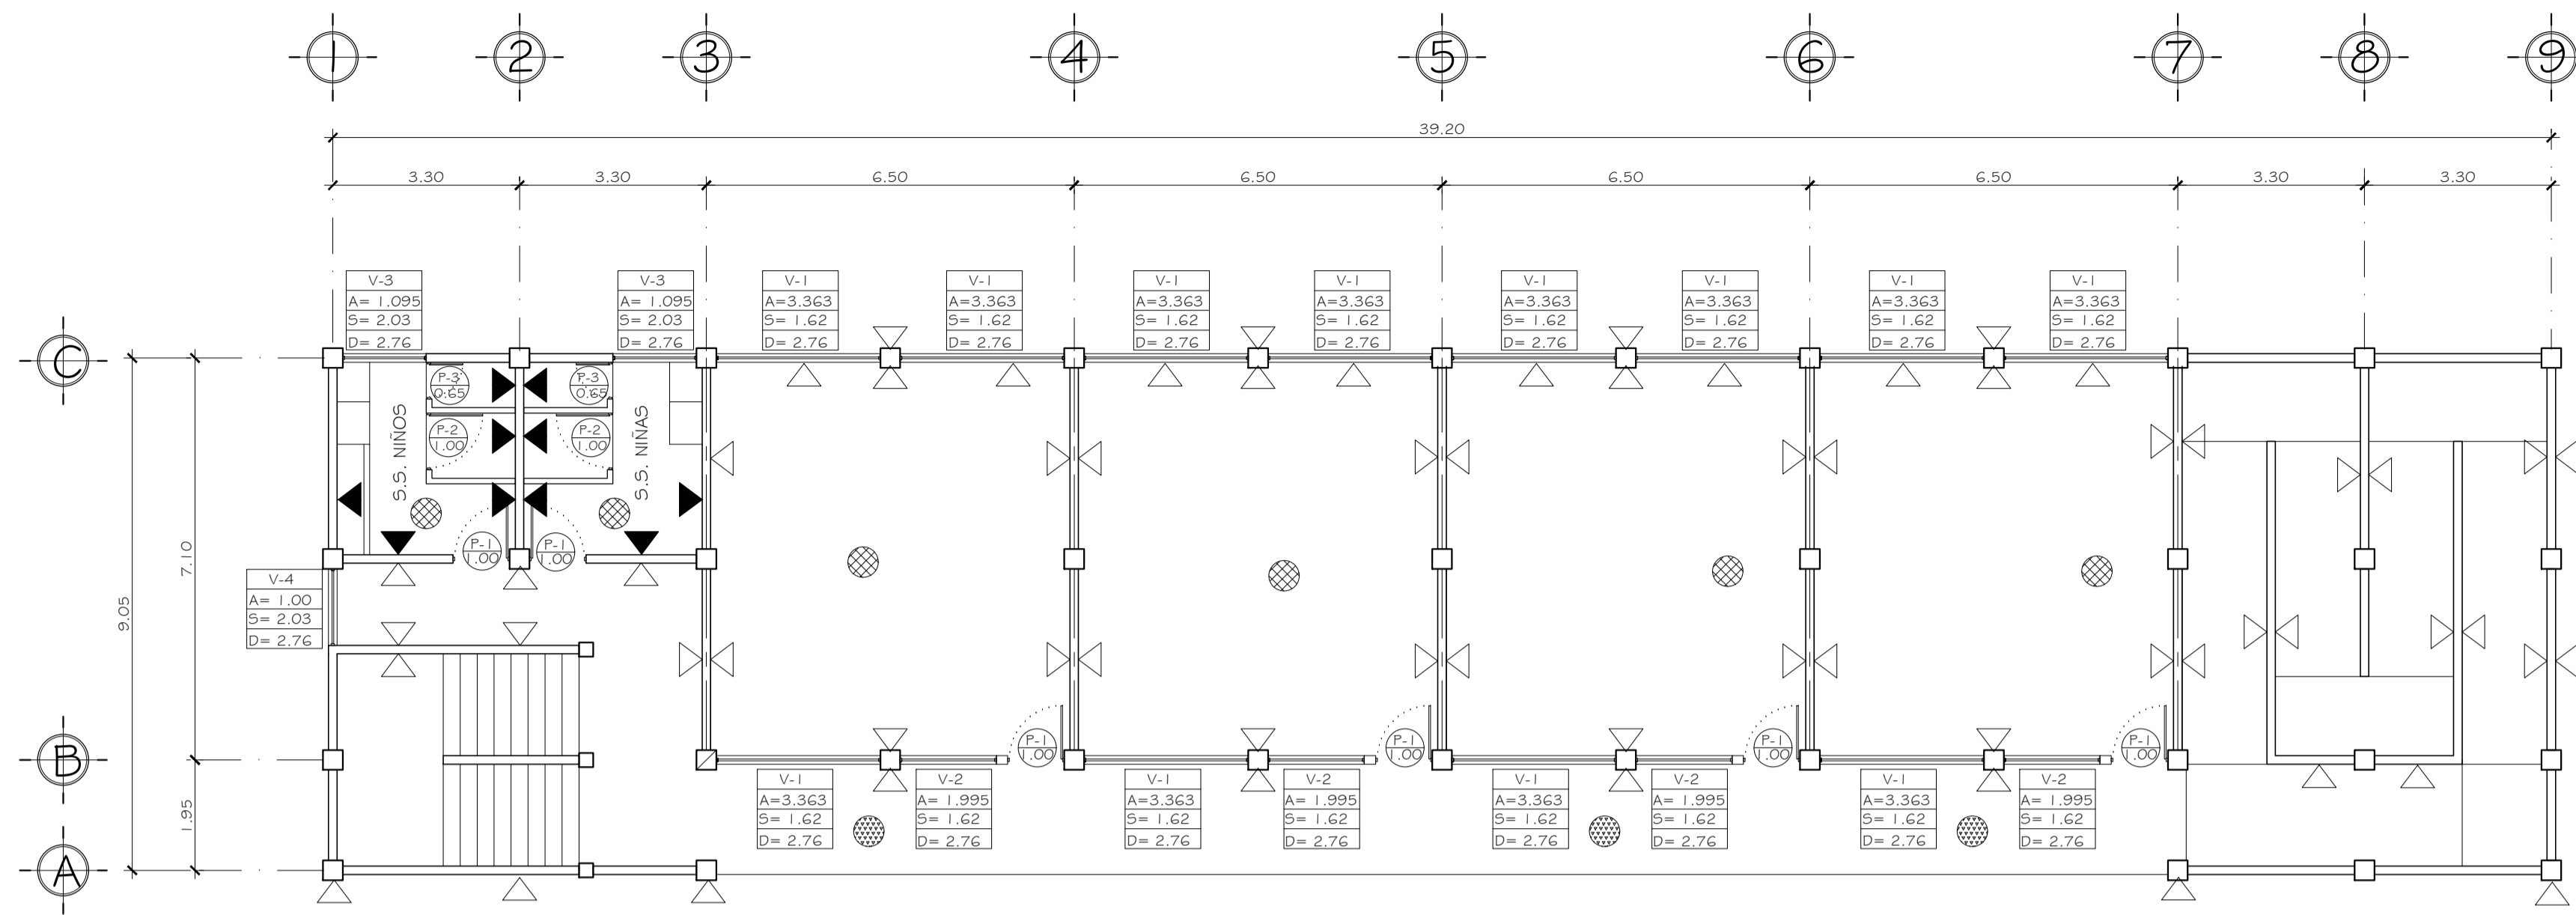 1 2 3 4 5 6 7 8 9
39.20
3.30 3.30 6.50 6.50 6.50 6.50 3.30 3.30
V-3
A= 1.095
S= 2.03
D= 2.76
V-3
A= 1.095
S= 2.03
D= 2.76
V-1
A=3.363
S= 1.62
D= 2.76
V-1
A=3.363
S= 1.62
D= 2.76
V-1
A=3.363
S= 1.62
D= 2.76
V-1
A=3.363
S= 1.62
D= 2.76
V-1
A=3.363
S= 1.62
D= 2.76
V-1
A=3.363
S= 1.62
D= 2.76
V-1
A=3.363
S= 1.62
D= 2.76
V-1
A=3.363
S= 1.62
D= 2.76
C
P-3
0.65
P-3
0.65
P-2
1.00
P-2
1.00
S.S. NIÑOS
S.S. NIÑAS
P-1
1.00
P-1
1.00
7.10
9.05
V-4
A= 1.00
S= 2.03
D= 2.76
B
P-1
1.00
P-1
1.00
P-1
1.00
P-1
1.00
1.95
V-1
A=3.363
S= 1.62
D= 2.76
V-2
A= 1.995
S= 1.62
D= 2.76
V-1
A=3.363
S= 1.62
D= 2.76
V-2
A= 1.995
S= 1.62
D= 2.76
V-1
A=3.363
S= 1.62
D= 2.76
V-2
A= 1.995
S= 1.62
D= 2.76
V-1
A=3.363
S= 1.62
D= 2.76
V-2
A= 1.995
S= 1.62
D= 2.76
A